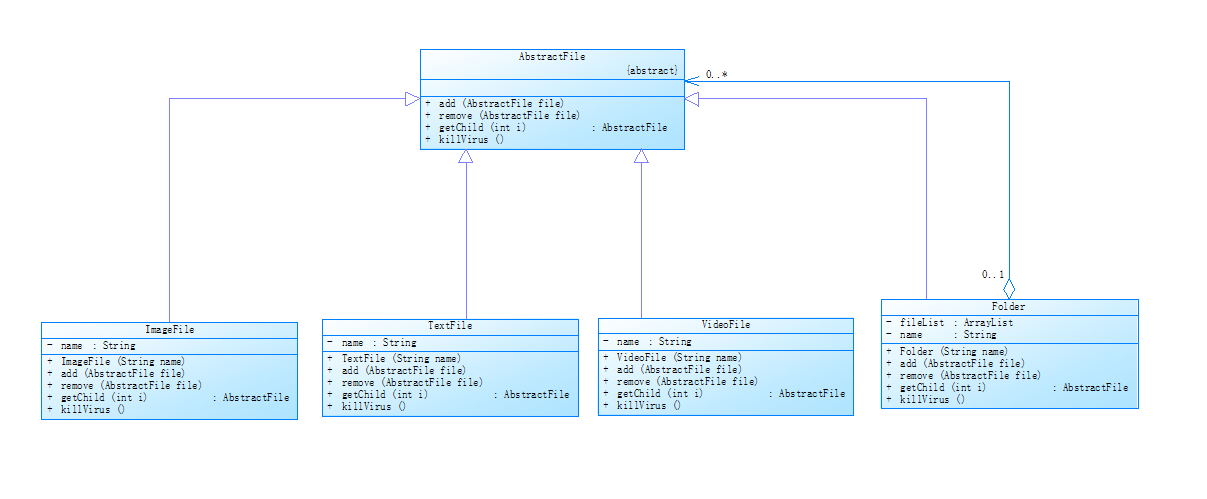 AbstractFile
{abstract}
+ add (AbstractFile file)
+ remove (AbstractFile file)
+ getChild (int i) : AbstractFile
+ killVirus ()
0..*
0..1
ImageFile
- name : String
+ ImageFile (String name)
+ add (AbstractFile file)
+ remove (AbstractFile file)
+ getChild (int i) : AbstractFile
+ killVirus ()
TextFile
- name : String
+ TextFile (String name)
+ add (AbstractFile file)
+ remove (AbstractFile file)
+ getChild (int i) : AbstractFile
+ killVirus ()
VideoFile
- name : String
+ VideoFile (String name)
+ add (AbstractFile file)
+ remove (AbstractFile file)
+ getChild (int i) : AbstractFile
+ killVirus ()
Folder
- fileList : ArrayList
- name : String
+ Folder (String name)
+ add (AbstractFile file)
+ remove (AbstractFile file)
+ getChild (int i) : AbstractFile
+ killVirus ()